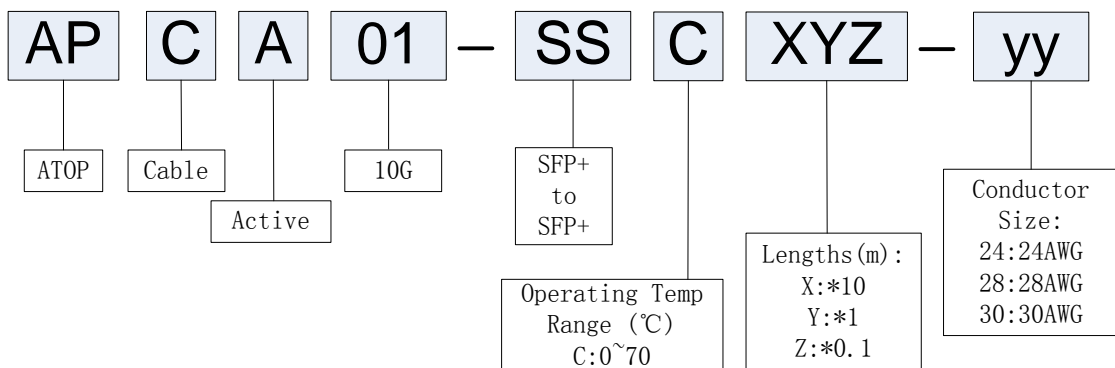 AP C A 01 – SS C XYZ – yy
ATOP
Cable
Active
10G
SFP+
to
SFP+
Operating Temp
Range (℃)
C:0~70
Lengths(m):
X:*10
Y:*1
Z:*0.1
Conductor
Size:
24:24AWG
28:28AWG
30:30AWG